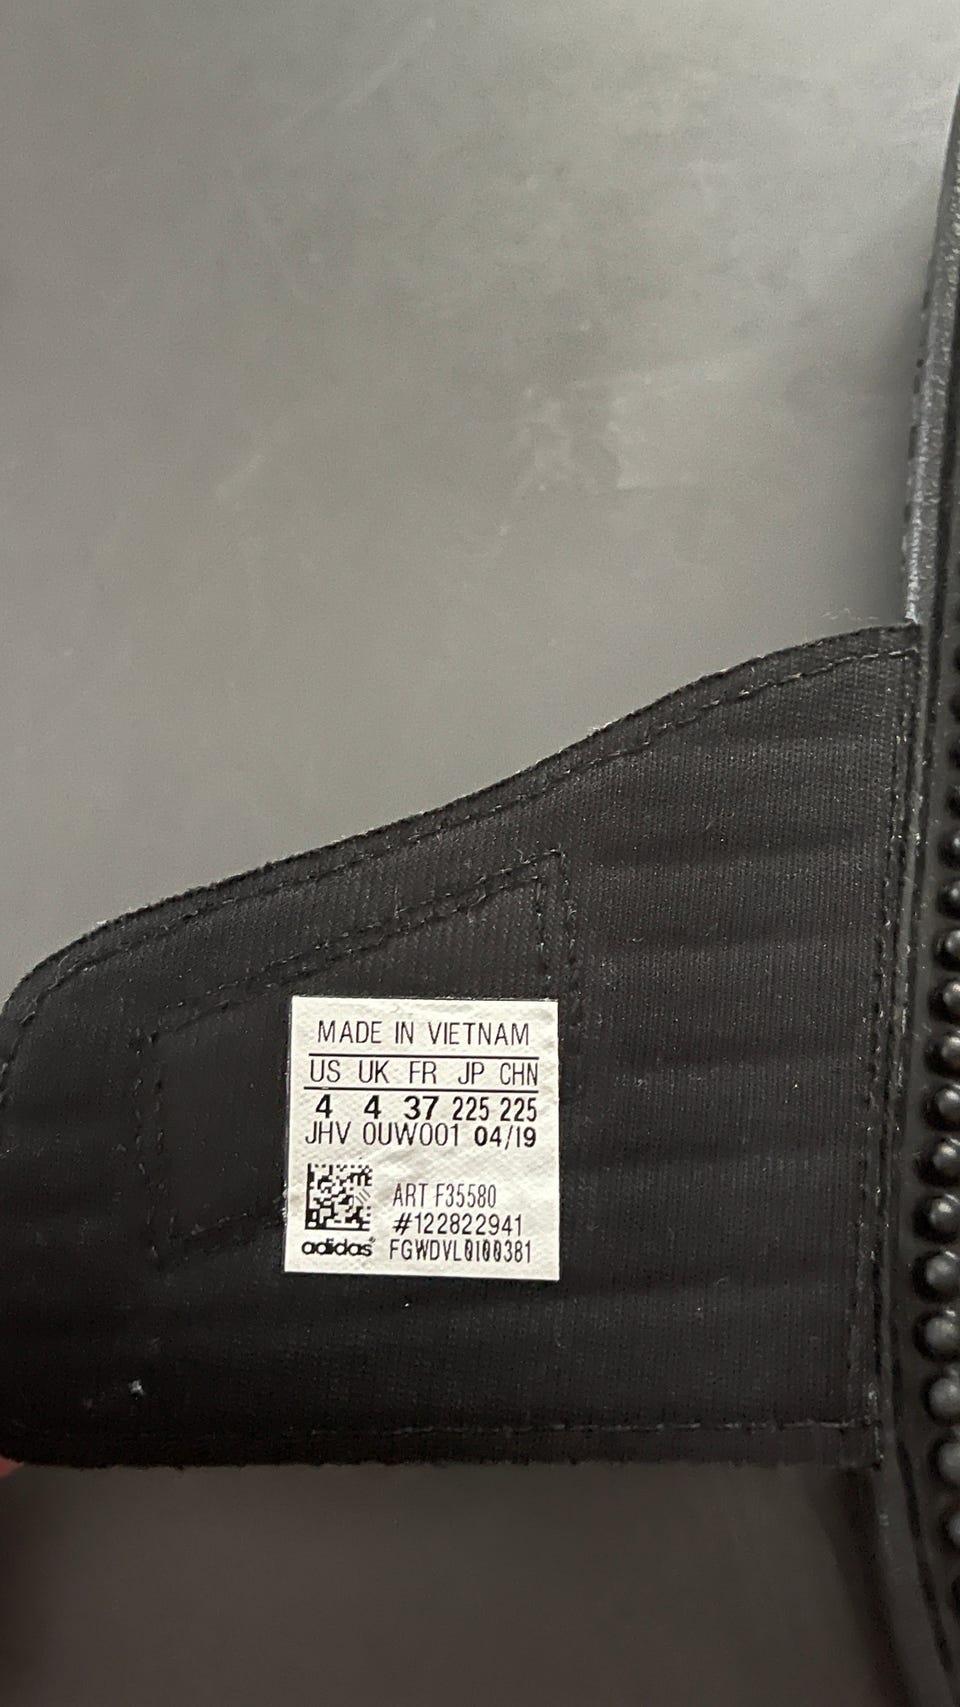 MADE IN VIETNAM
US UK FR JP CHN
4 4 37 225 225
JHV 0UW001 04/19
ART F35580
#122822941
adidas FGWDVL0100381